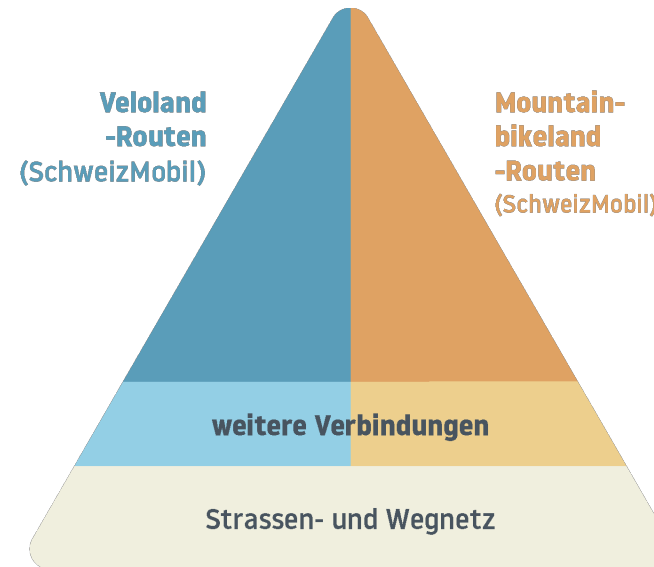 Veloland
-Routen
(SchweizMobil)
Mountain-
bikeland
-Routen
(SchweizMobil)
weitere Verbindungen
Strassen- und Wegnetz